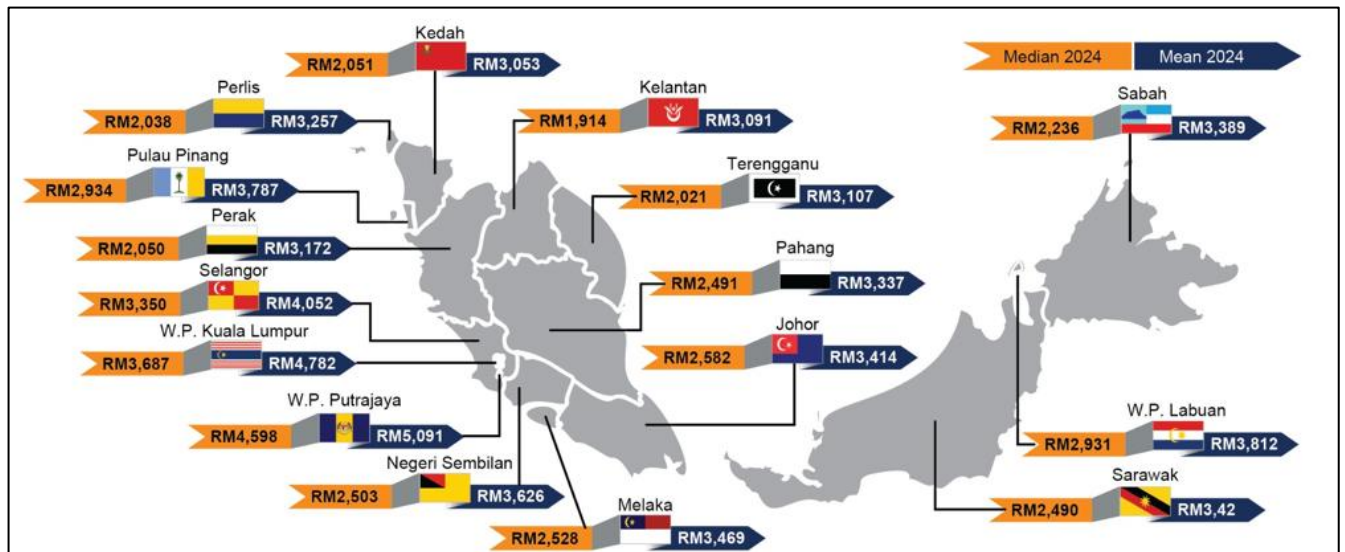 Median 2024 Mean 2024
Kedah
RM2,051 RM3,053
Perlis
RM2,038 RM3,257
Pulau Pinang
RM2,934 RM3,787
Perak
RM2,050 RM3,172
Selangor
RM3,350 RM4,052
W.P. Kuala Lumpur
RM3,687 RM4,782
W.P. Putrajaya
RM4,598 RM5,091
Negeri Sembilan
RM2,503 RM3,626
Melaka
RM2,528 RM3,469
Kelantan
RM1,914 RM3,091
Terengganu
RM2,021 RM3,107
Pahang
RM2,491 RM3,337
Johor
RM2,582 RM3,414
Sabah
RM2,236 RM3,389
W.P. Labuan
RM2,931 RM3,812
Sarawak
RM2,490 RM3,42